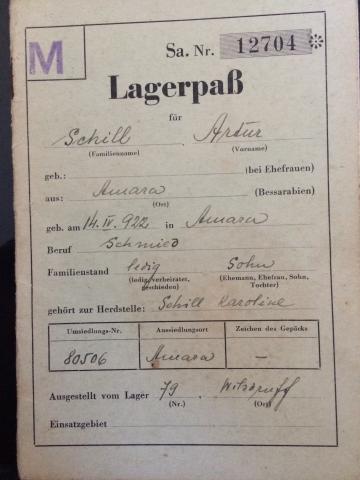 M
Sa. Nr. 12704 *
Lagerpaß
für
Schill Artur
(Familienname) (Vorname)
geb.: (bei Ehefrauen)
aus: Amara (Bessarabien)
(Ort)
geb. am 14. IV. 922 in Amara
Beruf Schmied
Familienstand ledig Sohn
(ledig, verheiratet, geschieden) (Ehemann, Ehefrau, Sohn, Tochter)
gehört zur Herdstelle: Schill Karoline
Umsiedlungs-Nr. Aussiedlungsort Zeichen des Gepäcks
80506 Amara —
Ausgestellt vom Lager 79 . Wilsdruff
(Nr.) (Ort)
Einsatzgebiet